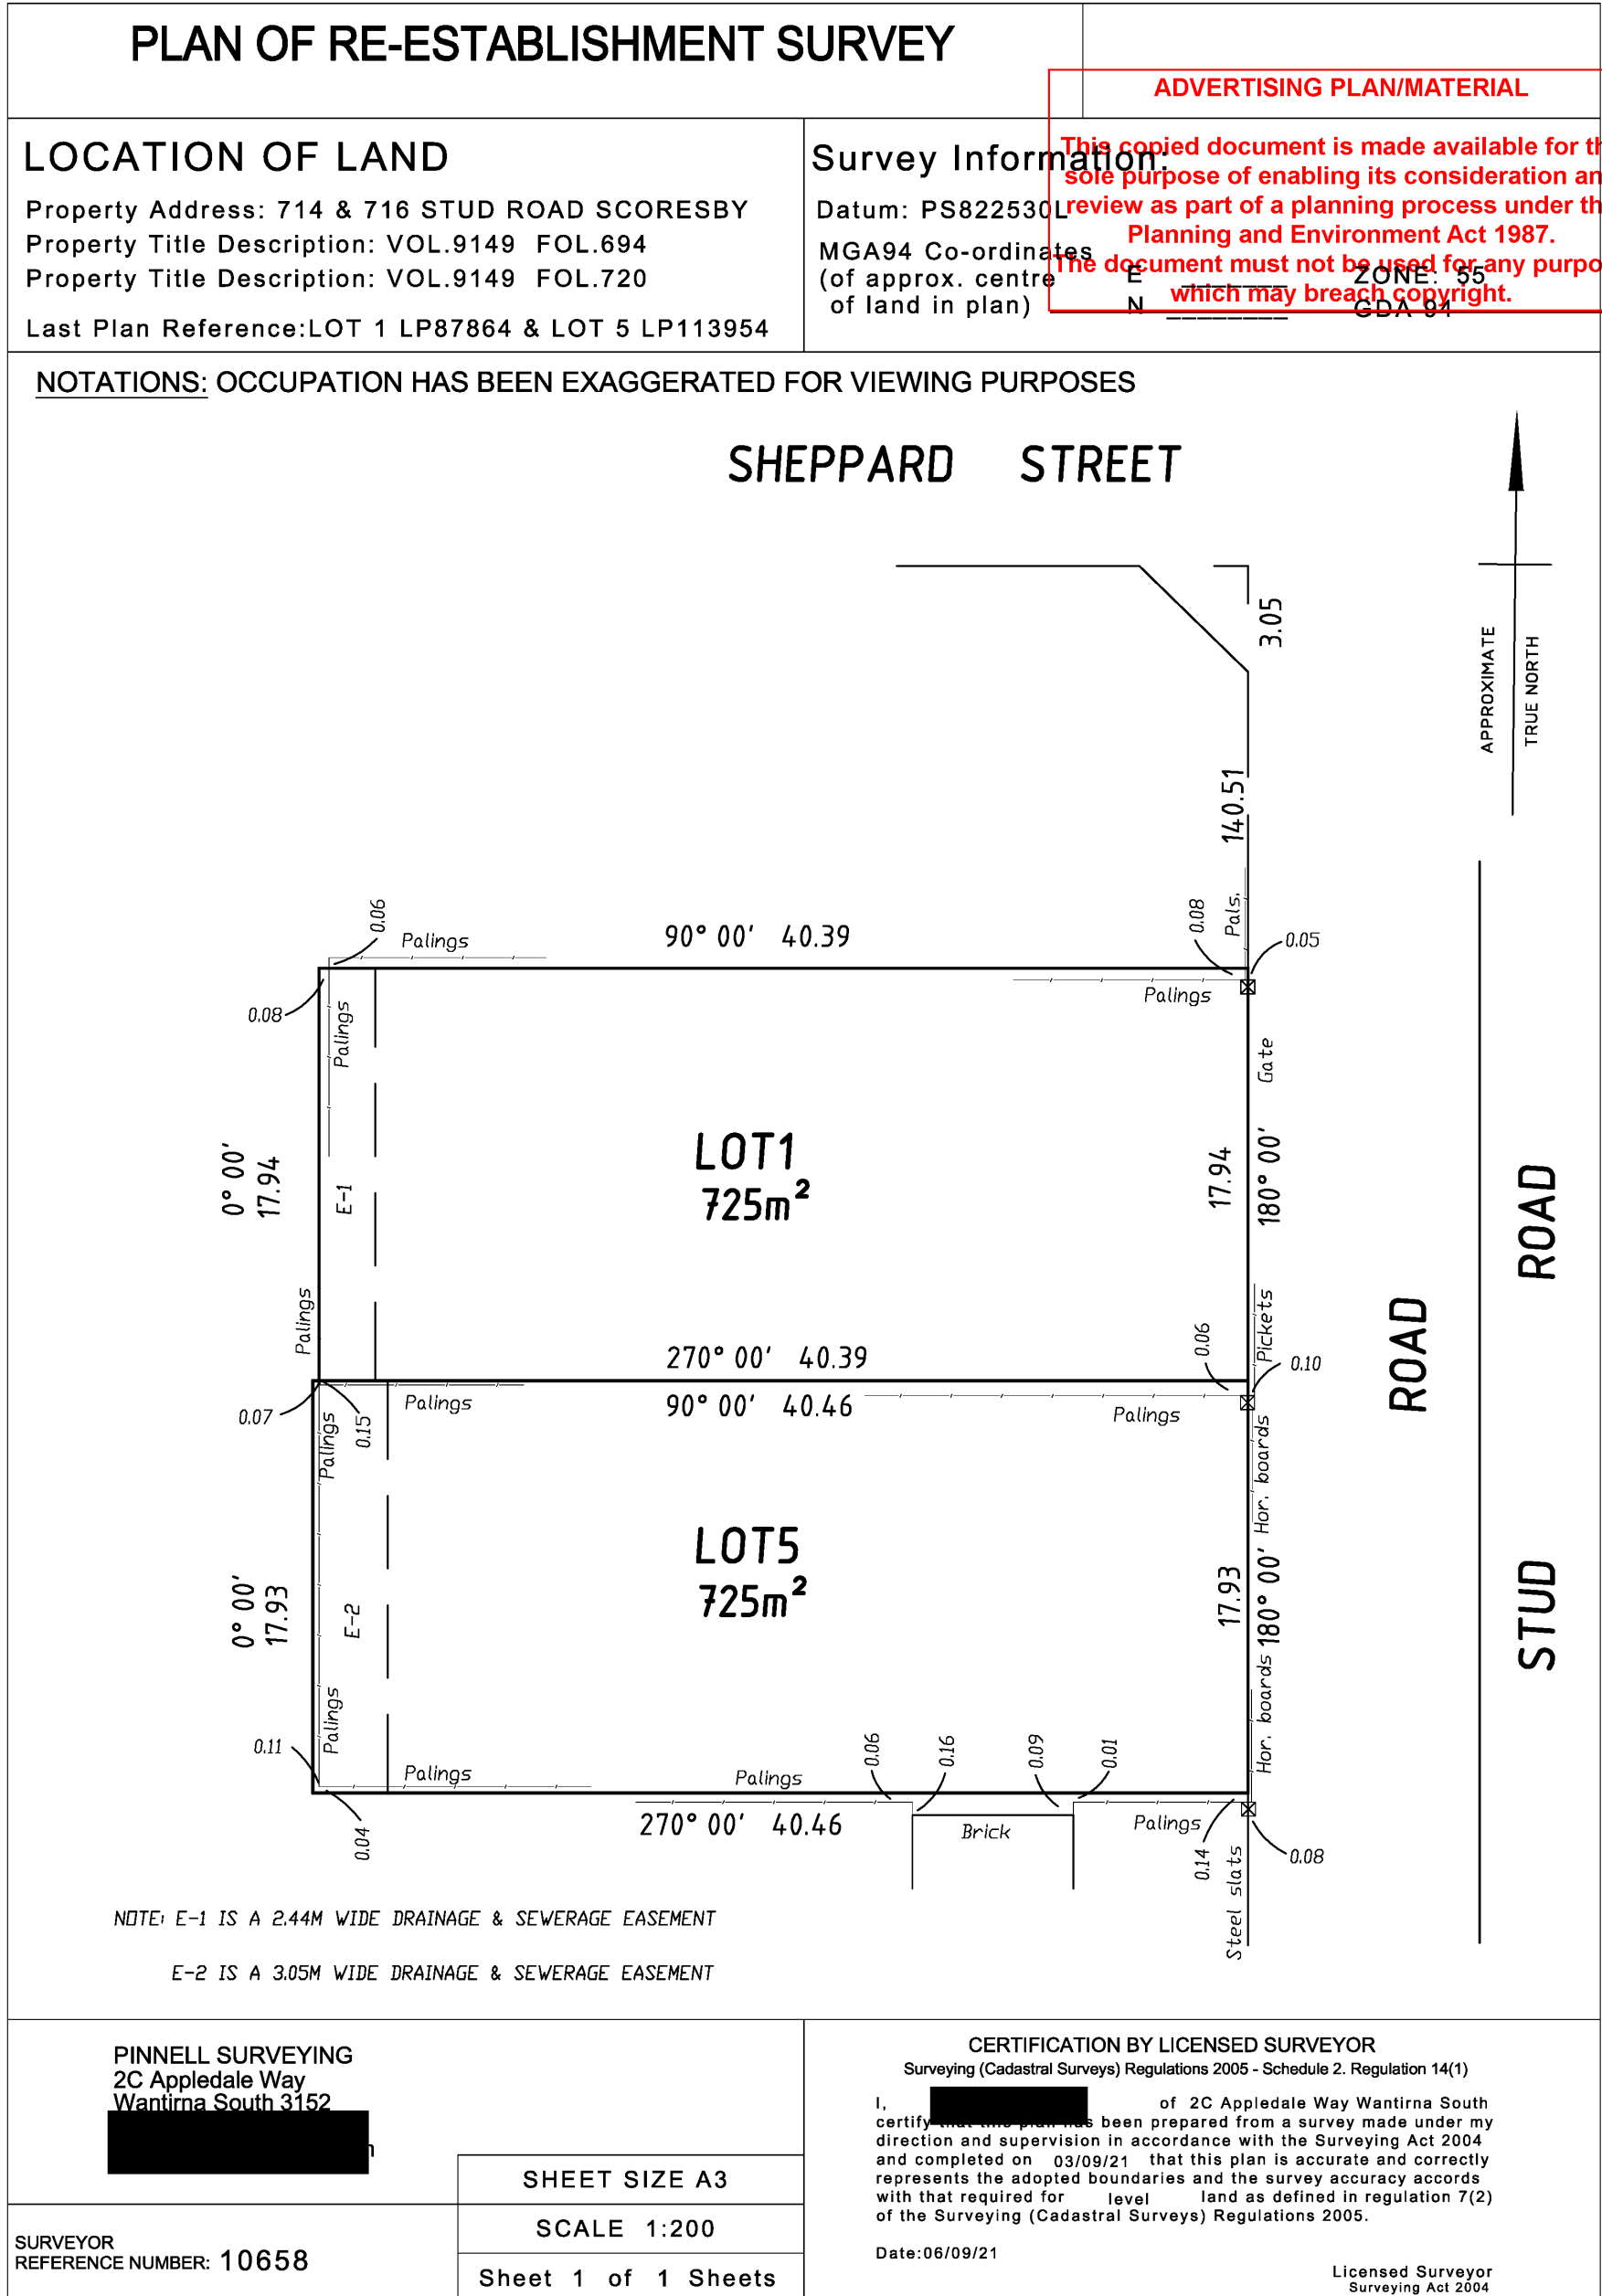 PLAN OF RE-ESTABLISHMENT SURVEY
ADVERTISING PLAN/MATERIAL
This copied document is made available for th
sole purpose of enabling its consideration an
review as part of a planning process under th
Planning and Environment Act 1987.
The document must not be used for any purpo
which may breach copyright.
LOCATION OF LAND
Property Address: 714 & 716 STUD ROAD SCORESBY
Property Title Description: VOL.9149 FOL.694
Property Title Description: VOL.9149 FOL.720
Last Plan Reference:LOT 1 LP87864 & LOT 5 LP113954
Survey Information:
Datum: PS822530L
MGA94 Co-ordinates
(of approx. centre
of land in plan)
E ________ ZONE: 55
N ________ GDA 94
NOTATIONS: OCCUPATION HAS BEEN EXAGGERATED FOR VIEWING PURPOSES
SHEPPARD STREET
3.05
APPROXIMATE
TRUE NORTH
140.51
0.06
Palings
90° 00' 40.39
0.08
Pals.
0.05
0.08
Palings
Palings
Gate
LOT1
725m²
0° 00'
17.94
E-1
17.94
180° 00'
ROAD
Palings
Pickets
0.06
0.10
270° 00' 40.39
ROAD
0.07
Palings
0.15
Palings
90° 00' 40.46
Palings
Hor. boards
LOT5
725m²
0° 00'
17.93
E-2
17.93
180° 00'
STUD
Palings
Hor. boards
0.11
Palings
Palings
0.06
0.16
0.09
0.01
0.04
270° 00' 40.46
Brick
Palings
0.14
Steel slats
0.08
NOTE: E-1 IS A 2.44M WIDE DRAINAGE & SEWERAGE EASEMENT
E-2 IS A 3.05M WIDE DRAINAGE & SEWERAGE EASEMENT
PINNELL SURVEYING
2C Appledale Way
Wantirna South 3152
SURVEYOR
REFERENCE NUMBER: 10658
SHEET SIZE A3
SCALE 1:200
Sheet 1 of 1 Sheets
CERTIFICATION BY LICENSED SURVEYOR
Surveying (Cadastral Surveys) Regulations 2005 - Schedule 2. Regulation 14(1)
I, of 2C Appledale Way Wantirna South
certify that this plan has been prepared from a survey made under my
direction and supervision in accordance with the Surveying Act 2004
and completed on 03/09/21 that this plan is accurate and correctly
represents the adopted boundaries and the survey accuracy accords
with that required for level land as defined in regulation 7(2)
of the Surveying (Cadastral Surveys) Regulations 2005.
Date:06/09/21
Licensed Surveyor
Surveying Act 2004